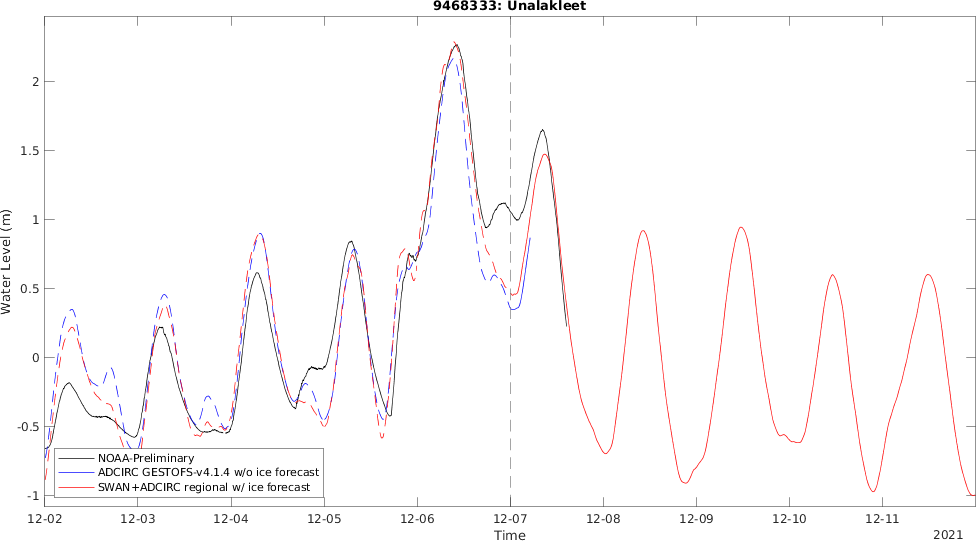 9468333: Unalakleet
Water Level (m)
2
1.5
1
0.5
0
-0.5
-1
NOAA-Preliminary
ADCIRC GESTOFS-v4.1.4 w/o ice forecast
SWAN+ADCIRC regional w/ ice forecast
12-02 12-03 12-04 12-05 12-06 12-07 12-08 12-09 12-10 12-11
Time
2021